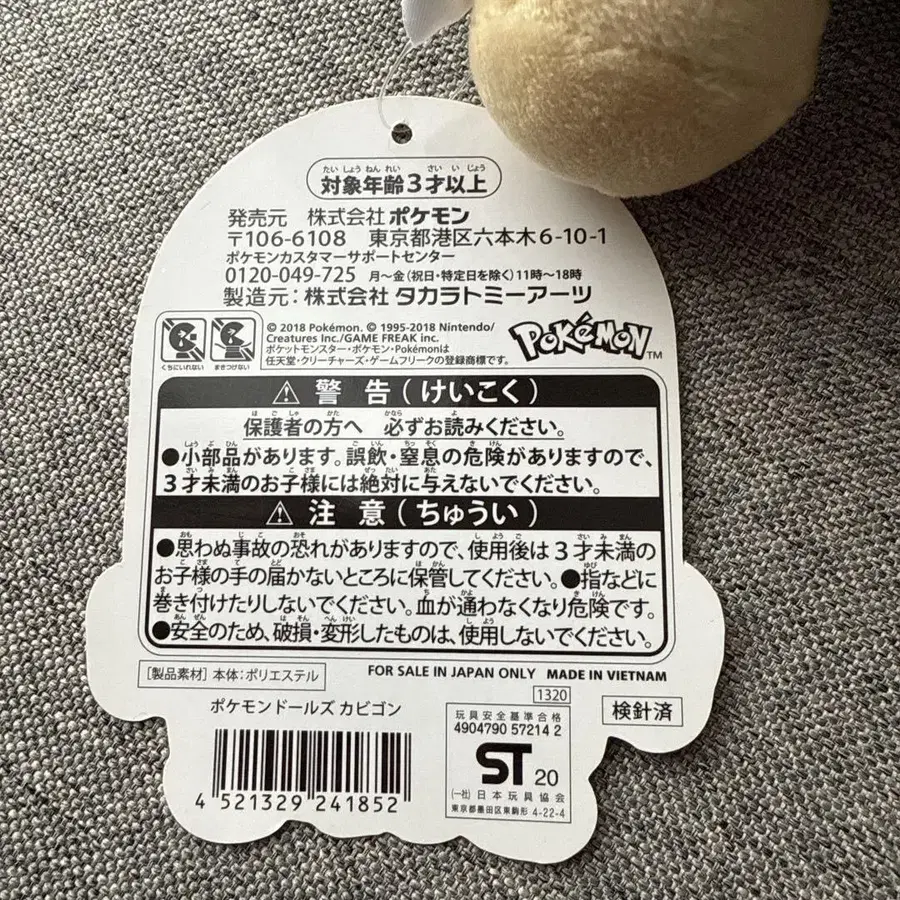 対象年齢3才以上
発売元 株式会社ポケモン
〒106-6108 東京都港区六本木6-10-1
ポケモンカスタマーサポートセンター
0120-049-725 月〜金(祝日・特定日を除く)11時〜18時
製造元:株式会社 タカラトミーアーツ
くちにいれない まきつけない
© 2018 Pokémon. © 1995-2018 Nintendo/
Creatures Inc./GAME FREAK inc.
ポケットモンスター・ポケモン・Pokémonは
任天堂・クリーチャーズ・ゲームフリークの登録商標です。
POKéMON™
⚠ 警告(けいこく)
保護者の方へ 必ずお読みください。
●小部品があります。誤飲・窒息の危険がありますので、
3才未満のお子様には絶対に与えないでください。
⚠ 注意(ちゅうい)
●思わぬ事故の恐れがありますので、使用後は3才未満の
お子様の手の届かないところに保管してください。●指などに
巻き付けたりしないでください。血が通わなくなり危険です。
●安全のため、破損・変形したものは、使用しないでください。
[製品素材] 本体:ポリエステル
FOR SALE IN JAPAN ONLY MADE IN VIETNAM
1320
ポケモンドールズ カビゴン
検針済
4 521329 241852
玩具安全基準合格
4904790 57214 2
ST 20
(一社)日本玩具協会
東京都墨田区東駒形 4-22-4